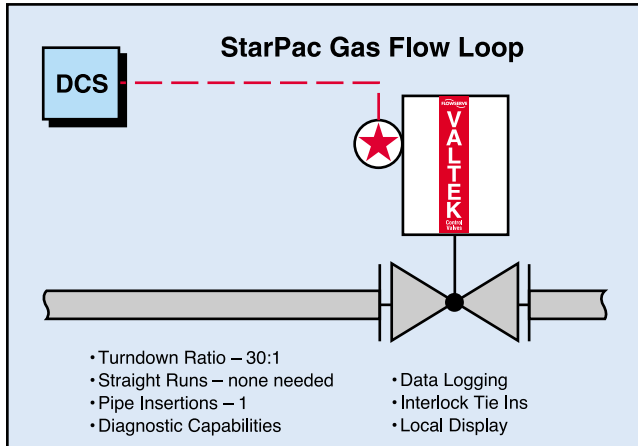 StarPac Gas Flow Loop
DCS
FLOWSERVE
VALTEK
Control
Valves
• Turndown Ratio – 30:1
• Straight Runs – none needed
• Pipe Insertions – 1
• Diagnostic Capabilities
• Data Logging
• Interlock Tie Ins
• Local Display